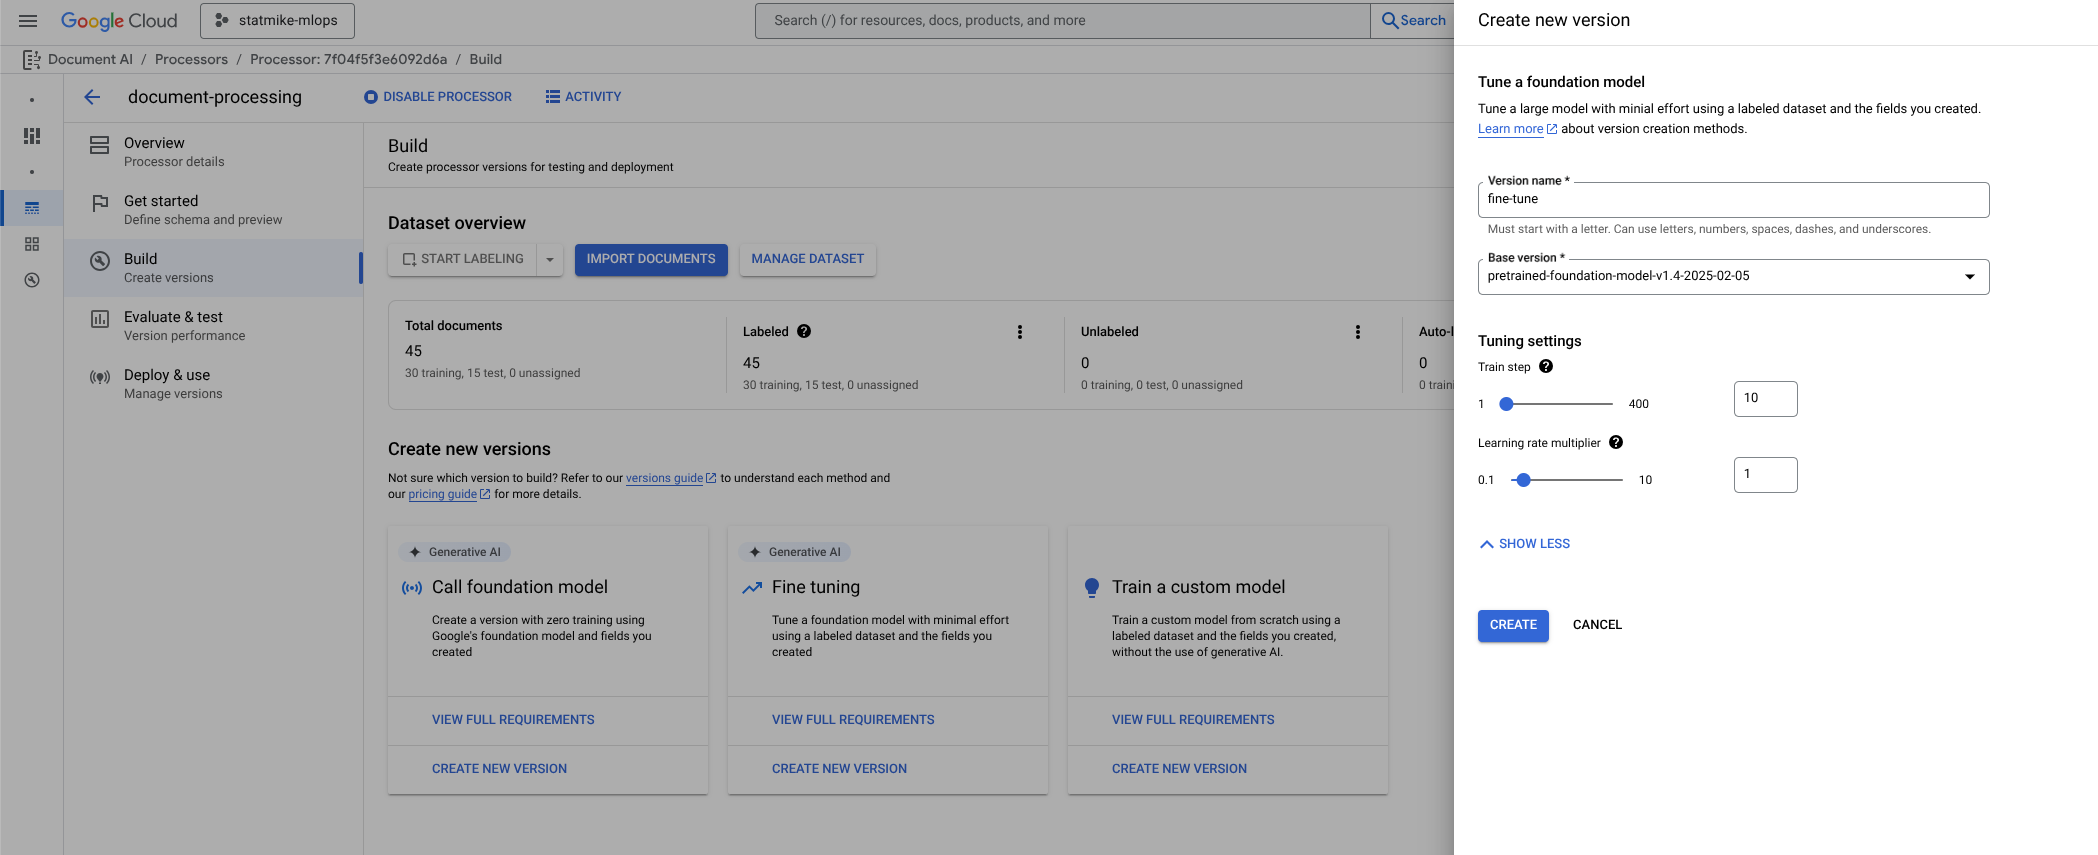 Google Cloud
statmike-mlops
Search (/) for resources, docs, products, and more
Search
Document AI / Processors / Processor: 7f04f5f3e6092d6a / Build
document-processing
DISABLE PROCESSOR
ACTIVITY
Overview
Processor details
Get started
Define schema and preview
Build
Create versions
Evaluate & test
Version performance
Deploy & use
Manage versions
Build
Create processor versions for testing and deployment
Dataset overview
START LABELING
IMPORT DOCUMENTS
MANAGE DATASET
Total documents
45
30 training, 15 test, 0 unassigned
Labeled
45
30 training, 15 test, 0 unassigned
Unlabeled
0
0 training, 0 test, 0 unassigned
Auto-l
0
0 traini
Create new versions
Not sure which version to build? Refer to our versions guide to understand each method and
our pricing guide for more details.
Generative AI
Call foundation model
Create a version with zero training using
Google's foundation model and fields you
created
VIEW FULL REQUIREMENTS
CREATE NEW VERSION
Generative AI
Fine tuning
Tune a foundation model with minimal effort
using a labeled dataset and the fields you
created
VIEW FULL REQUIREMENTS
CREATE NEW VERSION
Train a custom model
Train a custom model from scratch using a
labeled dataset and the fields you created,
without the use of generative AI.
VIEW FULL REQUIREMENTS
CREATE NEW VERSION
Create new version
Tune a foundation model
Tune a large model with minial effort using a labeled dataset and the fields you created.
Learn more about version creation methods.
Version name *
fine-tune
Must start with a letter. Can use letters, numbers, spaces, dashes, and underscores.
Base version *
pretrained-foundation-model-v1.4-2025-02-05
Tuning settings
Train step
1 400 10
Learning rate multiplier
0.1 10 1
SHOW LESS
CREATE
CANCEL